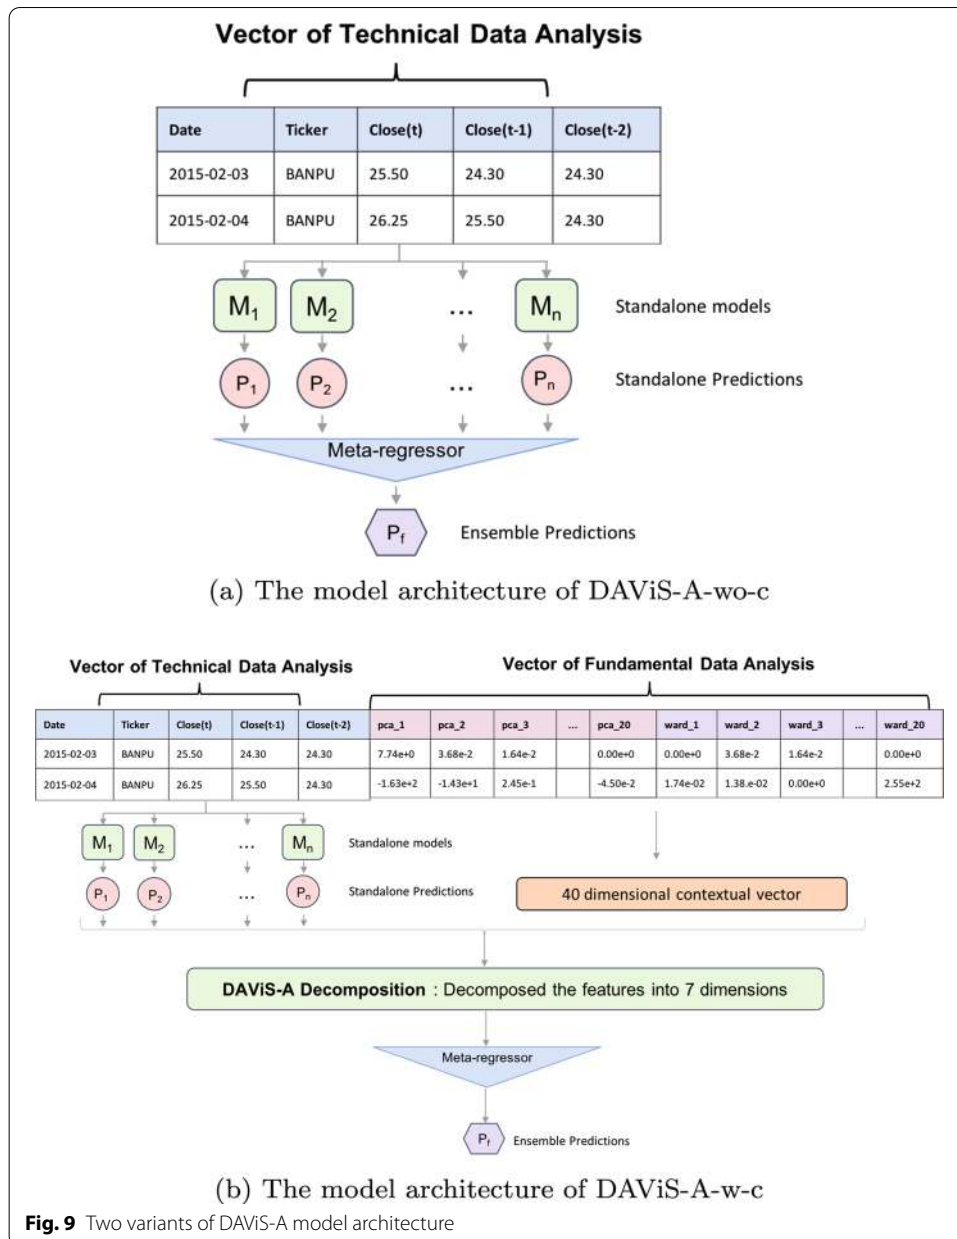 Vector of Technical Data Analysis
Date Ticker Close(t) Close(t-1) Close(t-2)
2015-02-03 BANPU 25.50 24.30 24.30
2015-02-04 BANPU 26.25 25.50 24.30
M1 M2 ... Mn Standalone models
P1 P2 ... Pn Standalone Predictions
Meta-regressor
Pf Ensemble Predictions
(a) The model architecture of DAViS-A-wo-c
Vector of Technical Data Analysis Vector of Fundamental Data Analysis
Date Ticker Close(t) Close(t-1) Close(t-2) pca_1 pca_2 pca_3 ... pca_20 ward_1 ward_2 ward_3 ... ward_20
2015-02-03 BANPU 25.50 24.30 24.30 7.74e+0 3.68e-2 1.64e-2 0.00e+0 0.00e+0 3.68e-2 1.64e-2 0.00e+0
2015-02-04 BANPU 26.25 25.50 24.30 -1.63e+2 -1.43e+1 2.45e-1 -4.50e-2 1.74e-02 1.38.e-02 0.00e+0 2.55e+2
M1 M2 ... Mn Standalone models
P1 P2 ... Pn Standalone Predictions 40 dimensional contextual vector
DAViS-A Decomposition : Decomposed the features into 7 dimensions
Meta-regressor
Pf Ensemble Predictions
(b) The model architecture of DAViS-A-w-c
Fig. 9 Two variants of DAViS-A model architecture